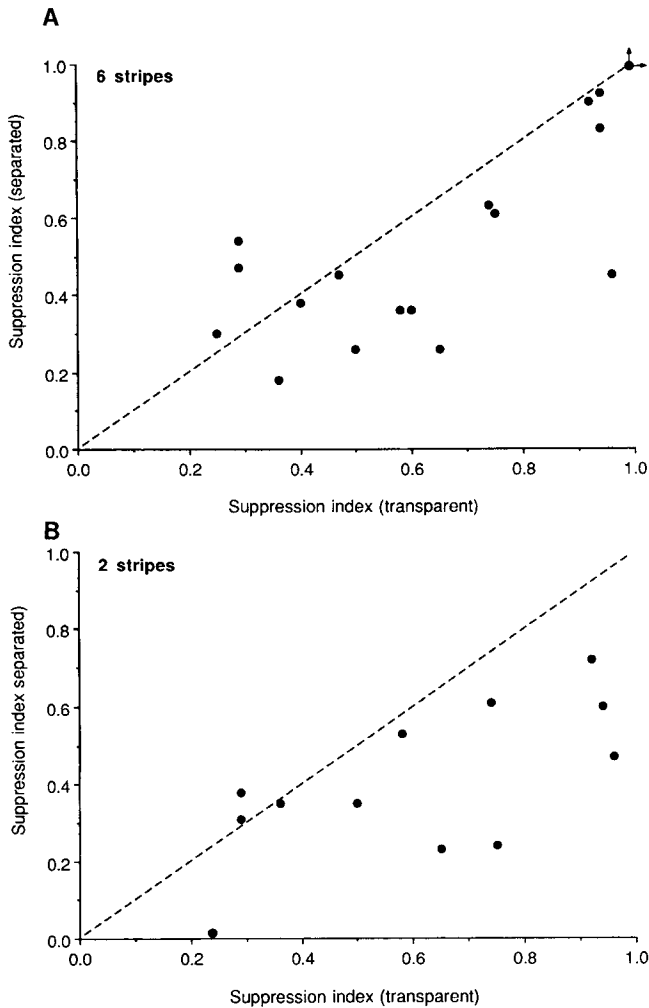 A
6 stripes
Suppression index (separated)
1.0
0.8
0.6
0.4
0.2
0.0
0.0 0.2 0.4 0.6 0.8 1.0
Suppression index (transparent)
B
2 stripes
Suppression index separated)
1.0
0.8
0.6
0.4
0.2
0.0
0.0 0.2 0.4 0.6 0.8 1.0
Suppression index (transparent)